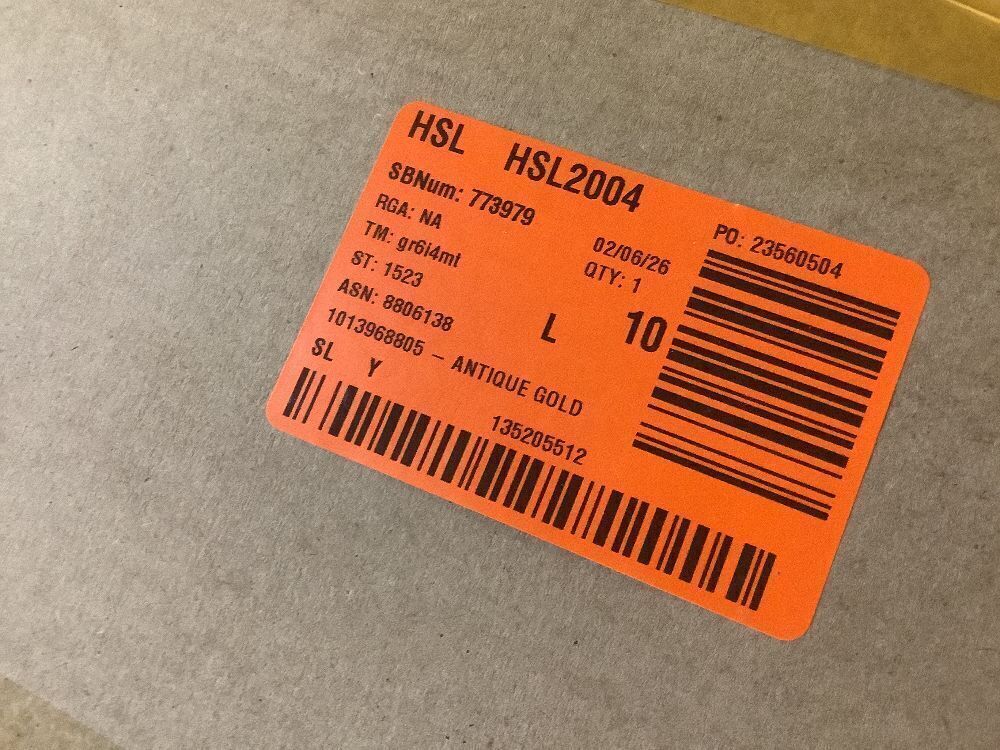 HSL HSL2004
SBNum: 773979
RGA: NA
TM: gr6i4mt
ST: 1523
ASN: 8806138
1013968805 – ANTIQUE GOLD
SL Y
135205512
02/06/26
QTY: 1
L 10
PO: 23560504